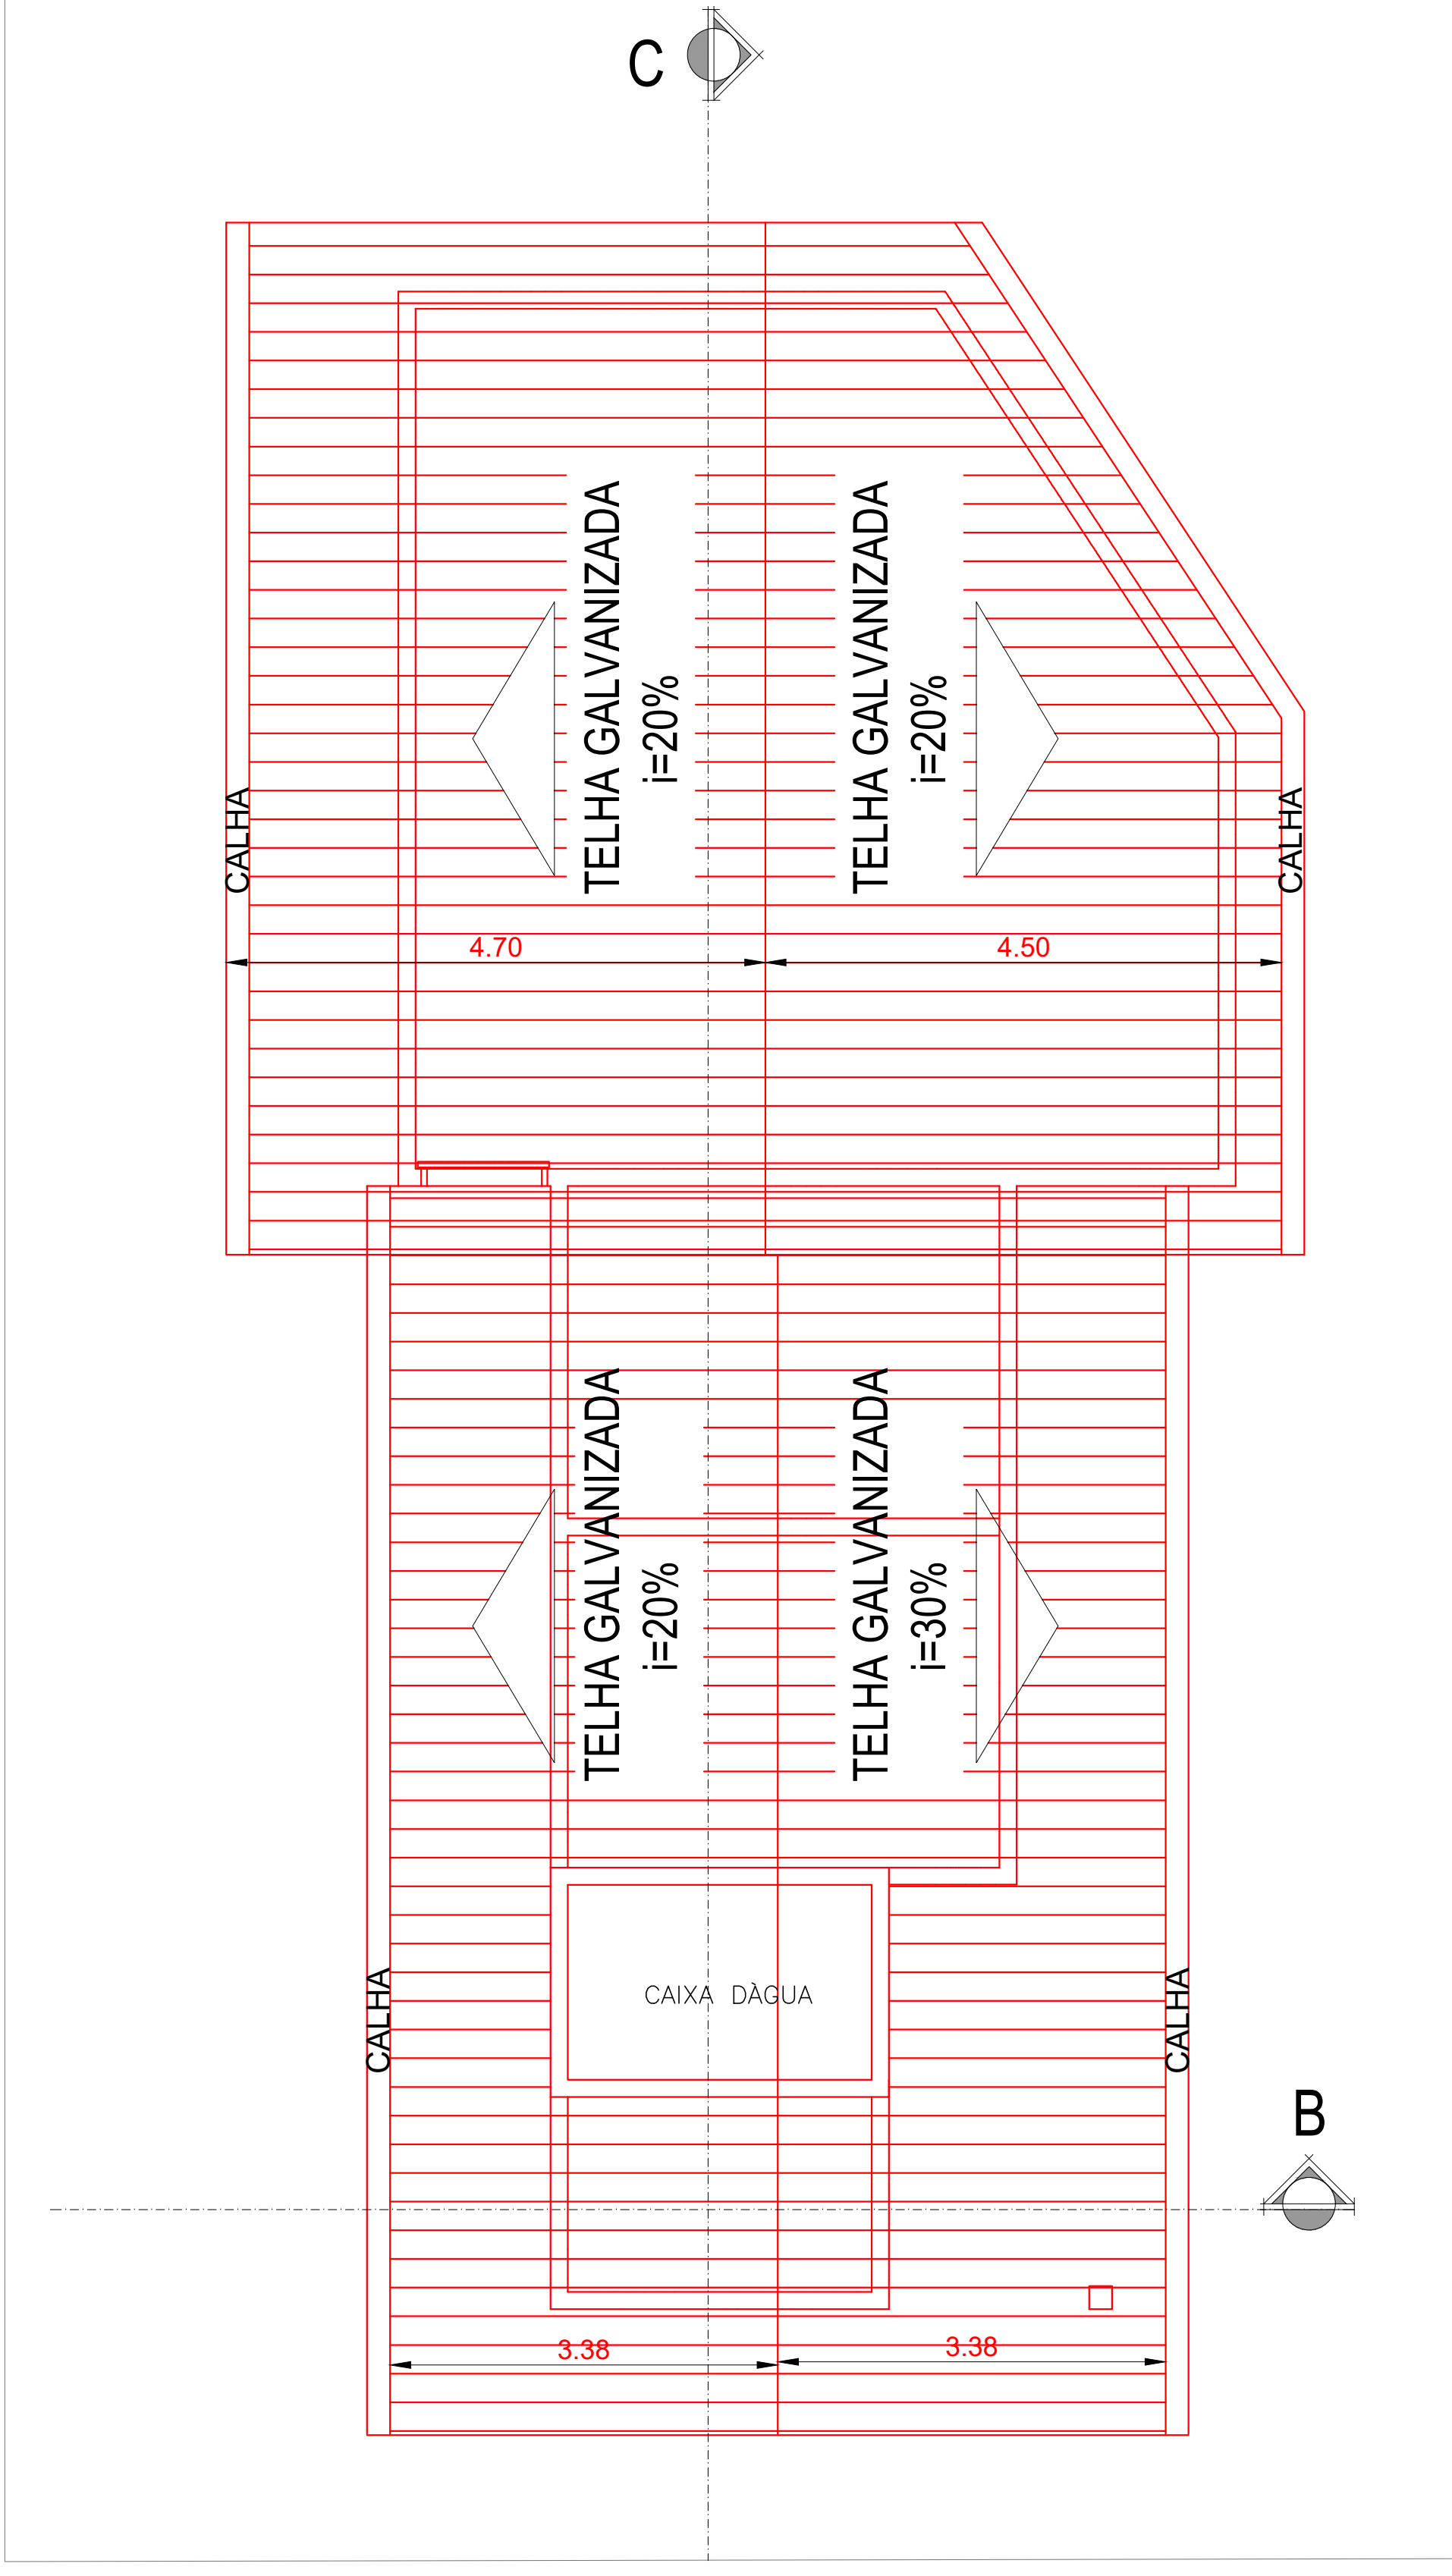 C
TELHA GALVANIZADA
i=20%
TELHA GALVANIZADA
i=20%
CALHA
CALHA
4.70
4.50
TELHA GALVANIZADA
i=20%
TELHA GALVANIZADA
i=30%
CAIXA DÀGUA
CALHA
CALHA
B
3.38
3.38